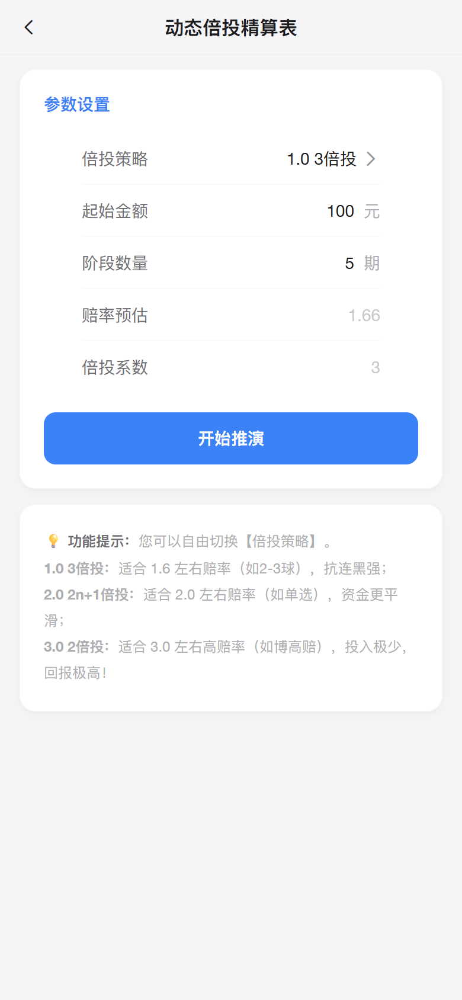 动态倍投精算表
参数设置
倍投策略 1.0 3倍投
起始金额 100 元
阶段数量 5 期
赔率预估 1.66
倍投系数 3
开始推演
功能提示：您可以自由切换【倍投策略】。
1.0 3倍投：适合 1.6 左右赔率（如2-3球），抗连黑强；
2.0 2n+1倍投：适合 2.0 左右赔率（如单选），资金更平
滑；
3.0 2倍投：适合 3.0 左右高赔率（如博高赔），投入极少，
回报极高！